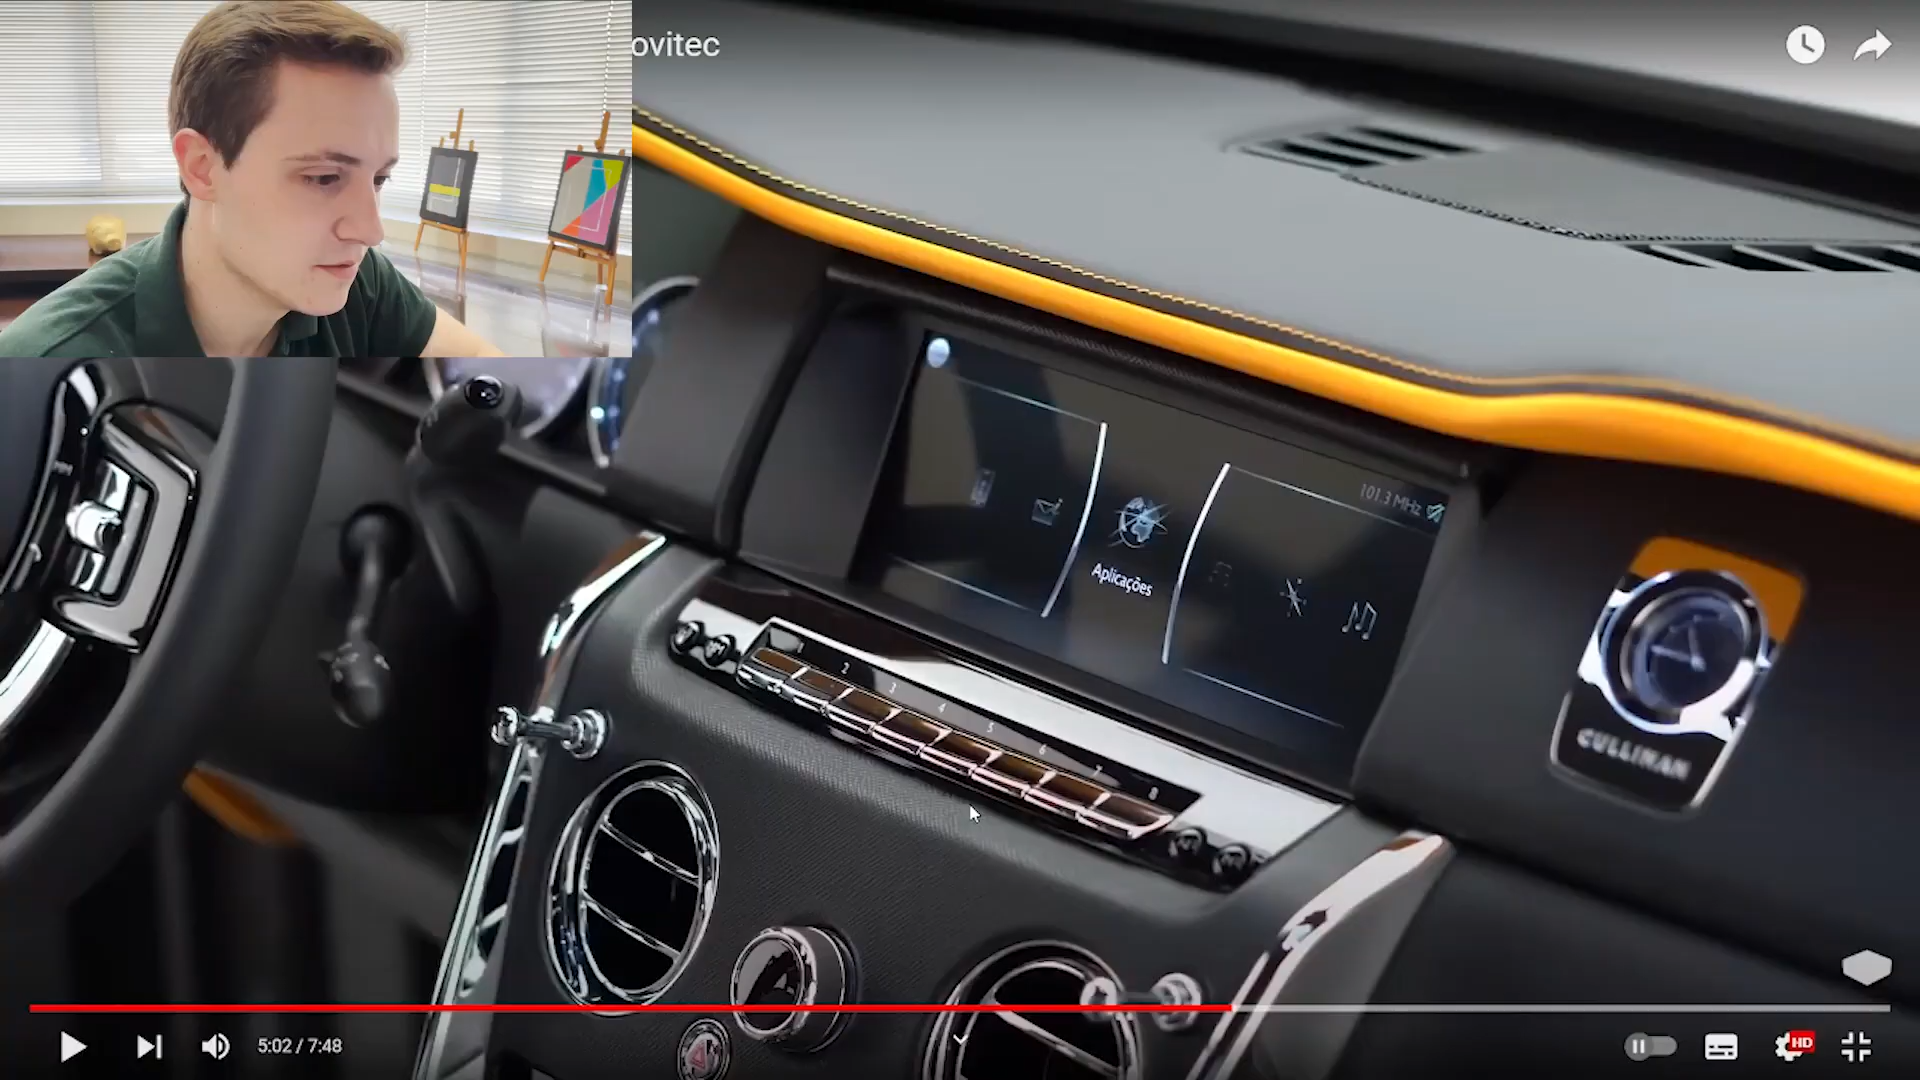 ovitec
101.3 MHz
Aplicações
1 2 3 4 5 6 7 8
CULLINAN
5:02 / 7:48
HD